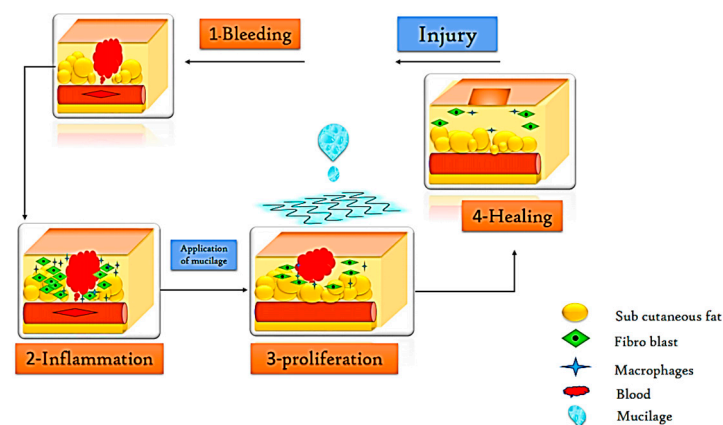 1-Bleeding
Injury
4-Healing
Application
of mucilage
2-Inflammation
3-proliferation
Sub cutaneous fat
Fibro blast
Macrophages
Blood
Mucilage